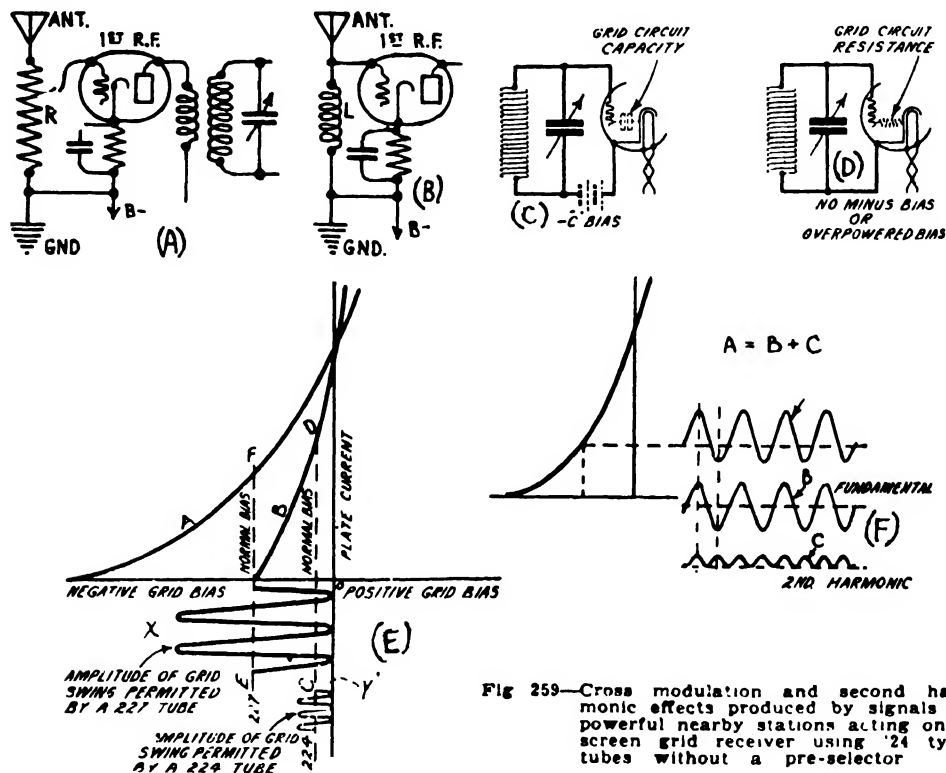 ANT.
1ST R.F.
R
B-
GND
(A)
ANT.
1ST R.F.
L
(B)
B-
GND.
GRID CIRCUIT
CAPACITY
(C)
-C BIAS
GRID CIRCUIT
RESISTANCE
(D)
NO MINUS BIAS
OR
OVERPOWERED BIAS
F
D
A
B
NORMAL BIAS
NORMAL BIAS
PLATE CURRENT
NEGATIVE GRID BIAS
O
POSITIVE GRID BIAS
X
(E)
AMPLITUDE OF GRID
SWING PERMITTED
BY A 227 TUBE
E
227
C
224
Y'
AMPLITUDE OF GRID
SWING PERMITTED
BY A 224 TUBE
A = B + C
B
FUNDAMENTAL
(F)
C
2ND. HARMONIC
Fig 259—Cross modulation and second ha
monic effects produced by signals
powerful nearby stations acting on
screen grid receiver using '24 ty
tubes without a pre-selector